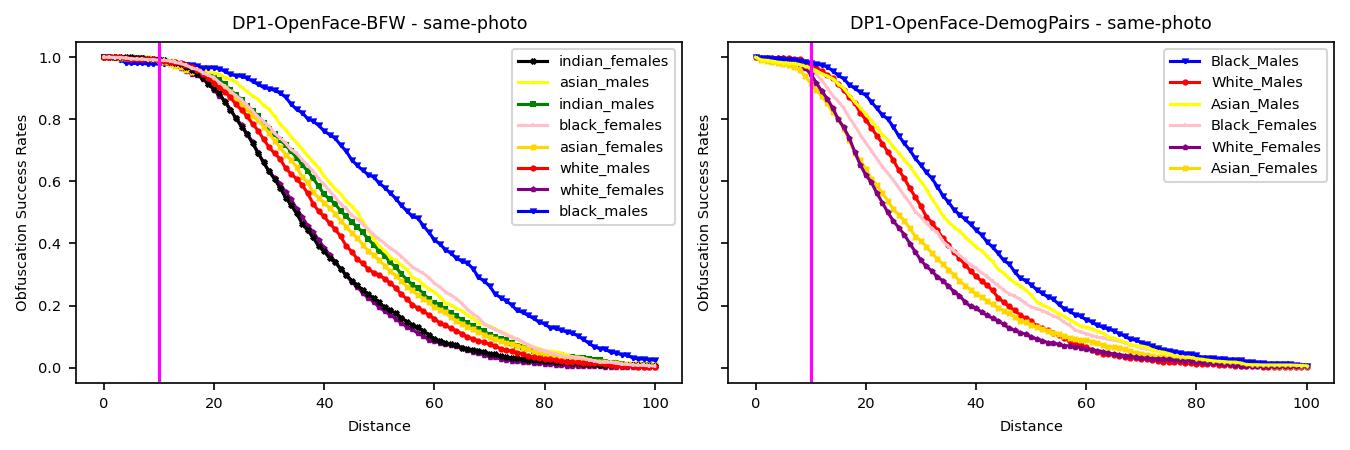 DP1-OpenFace-BFW - same-photo
Obfuscation Success Rates
1.0
0.8
0.6
0.4
0.2
0.0
0
20
40
60
80
100
Distance
indian_females
asian_males
indian_males
black_females
asian_females
white_males
white_females
black_males
DP1-OpenFace-DemogPairs - same-photo
Obfuscation Success Rates
0
20
40
60
80
100
Distance
Black_Males
White_Males
Asian_Males
Black_Females
White_Females
Asian_Females